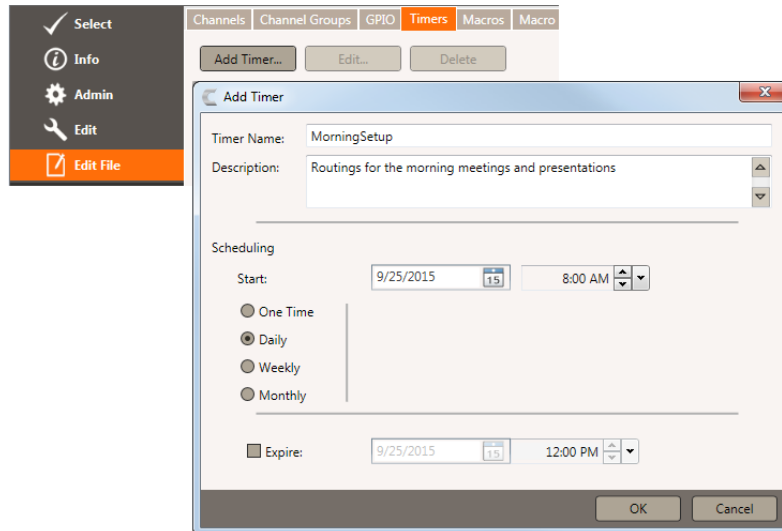 Select
Info
Admin
Edit
Edit File
Channels Channel Groups GPIO Timers Macros Macro
Add Timer... Edit... Delete
Add Timer
Timer Name: MorningSetup
Description: Routings for the morning meetings and presentations
Scheduling
Start: 9/25/2015 15 8:00 AM
One Time
Daily
Weekly
Monthly
Expire: 9/25/2015 15 12:00 PM
OK Cancel